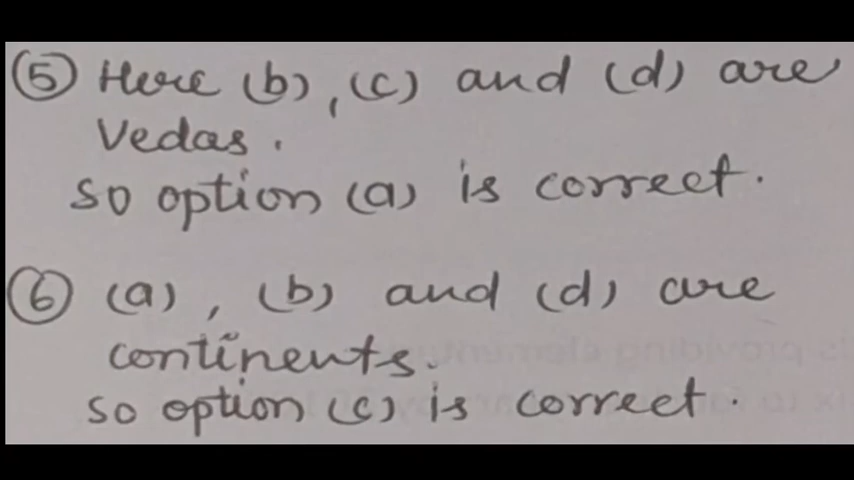 ⑤ Here (b), (c) and (d) are
Vedas.
so option (a) is correct.
⑥ (a), (b) and (d) are
continents.
so option (c) is correct.